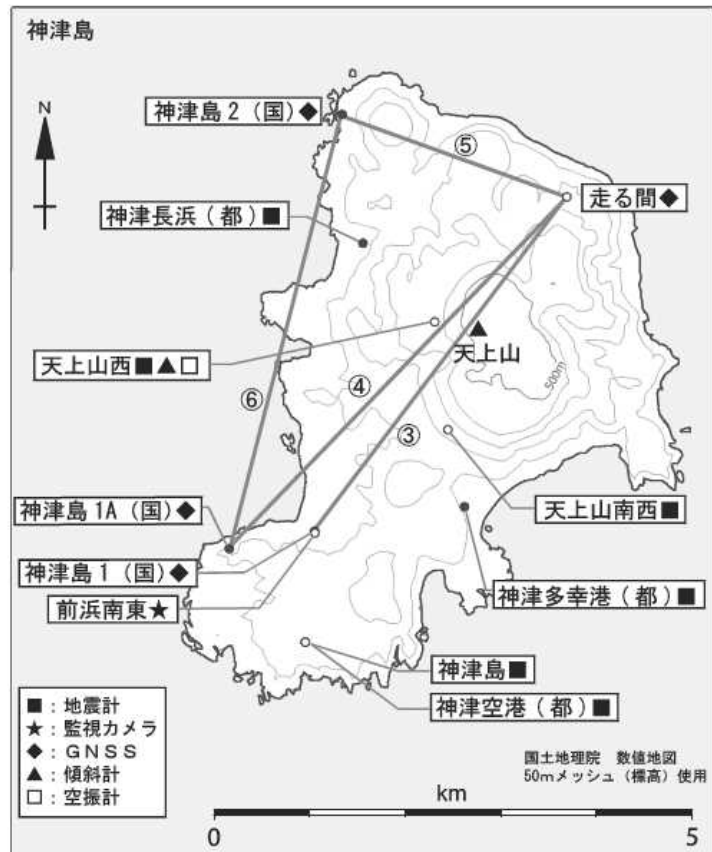 神津島
N
神津島2(国)◆
⑤
走る間◆
神津長浜(都)■
天上山西■▲□
天上山
500m
⑥
④
③
神津島1A(国)◆
天上山南西■
神津島1(国)◆
前浜南東★
神津多幸港(都)■
神津島■
神津空港(都)■
■:地震計
★:監視カメラ
◆:GNSS
▲:傾斜計
□:空振計
国土地理院 数値地図
50mメッシュ(標高)使用
km
0 5